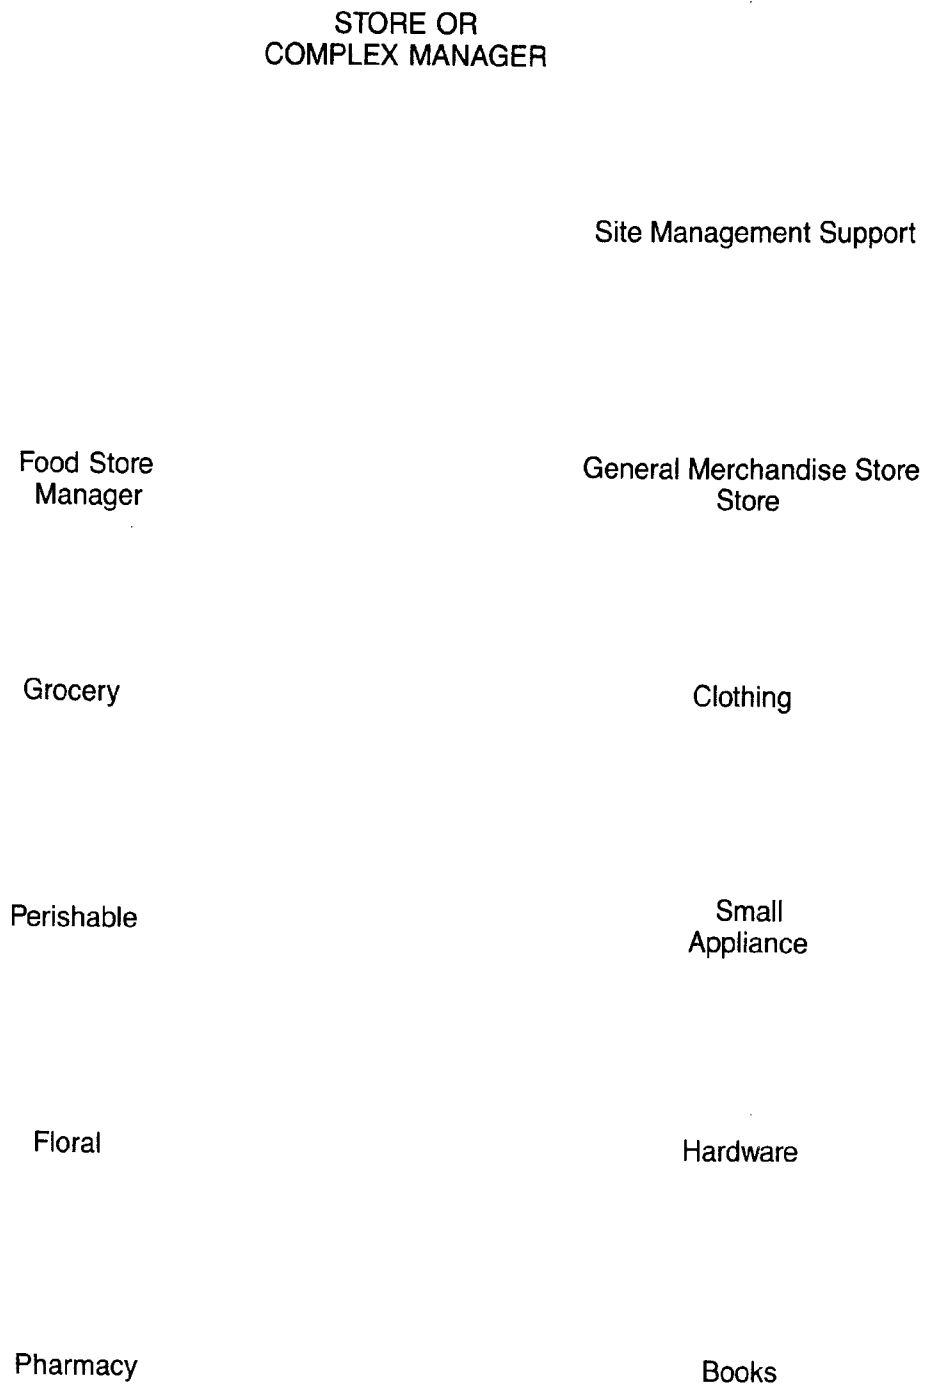 STORE OR
COMPLEX MANAGER
Site Management Support
Food Store
Manager
General Merchandise Store
Store
Grocery
Clothing
Perishable
Small
Appliance
Floral
Hardware
Pharmacy
Books